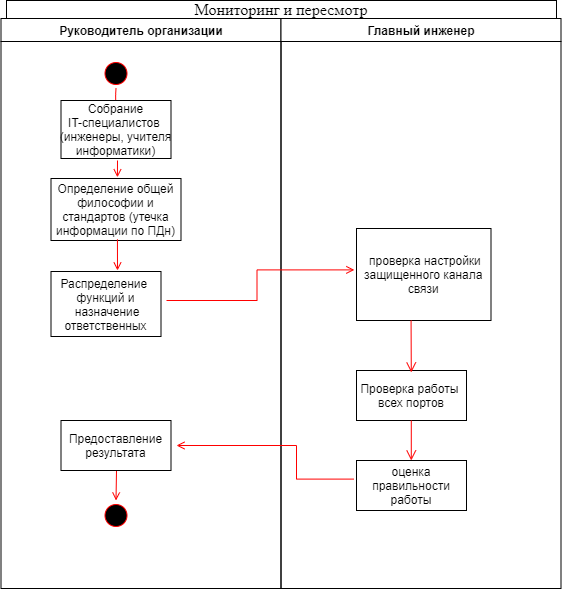 Мониторинг и пересмотр
Руководитель организации
Главный инженер
Собрание
IT-специалистов
(инженеры, учителя
информатики)
Определение общей
философии и
стандартов (утечка
информации по ПДн)
Распределение
функций и
назначение
ответственных
проверка настройки
защищенного канала
связи
Проверка работы
всех портов
оценка
правильности
работы
Предоставление
результата